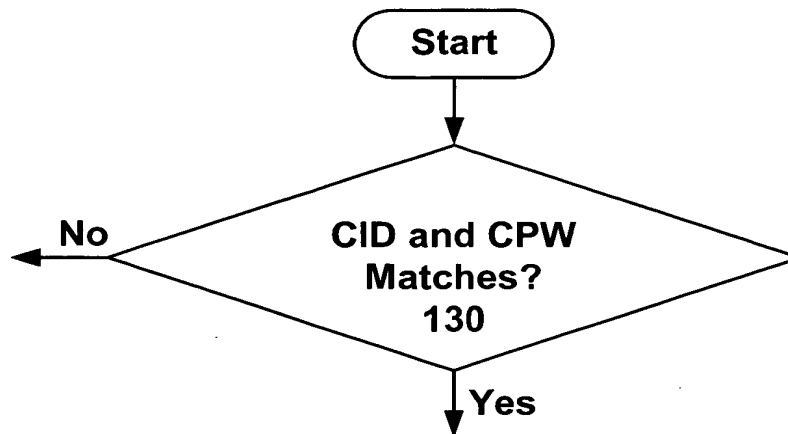 Start
No
CID and CPW
Matches?
130
Yes